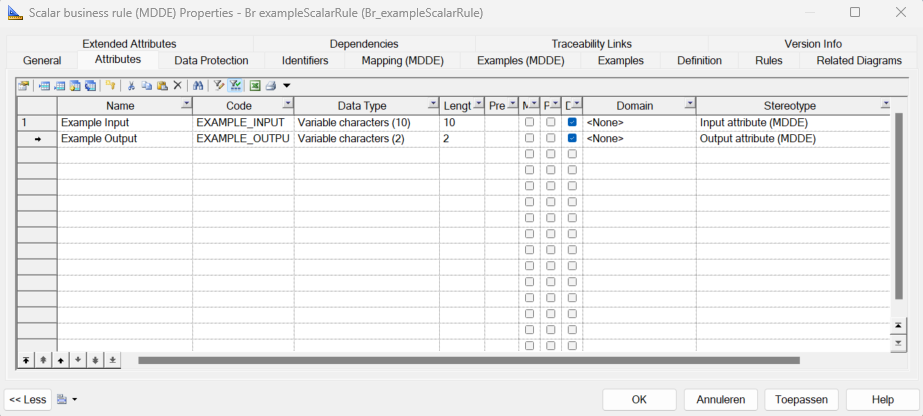 Scalar business rule (MDDE) Properties - Br exampleScalarRule (Br_exampleScalarRule)
Extended Attributes Dependencies Traceability Links Version Info
General Attributes Data Protection Identifiers Mapping (MDDE) Examples (MDDE) Examples Definition Rules Related Diagrams
Name Code Data Type Lengt Pre M F D Domain Stereotype
1 Example Input EXAMPLE_INPUT Variable characters (10) 10 <None> Input attribute (MDDE)
Example Output EXAMPLE_OUTPU Variable characters (2) 2 <None> Output attribute (MDDE)
<< Less OK Annuleren Toepassen Help